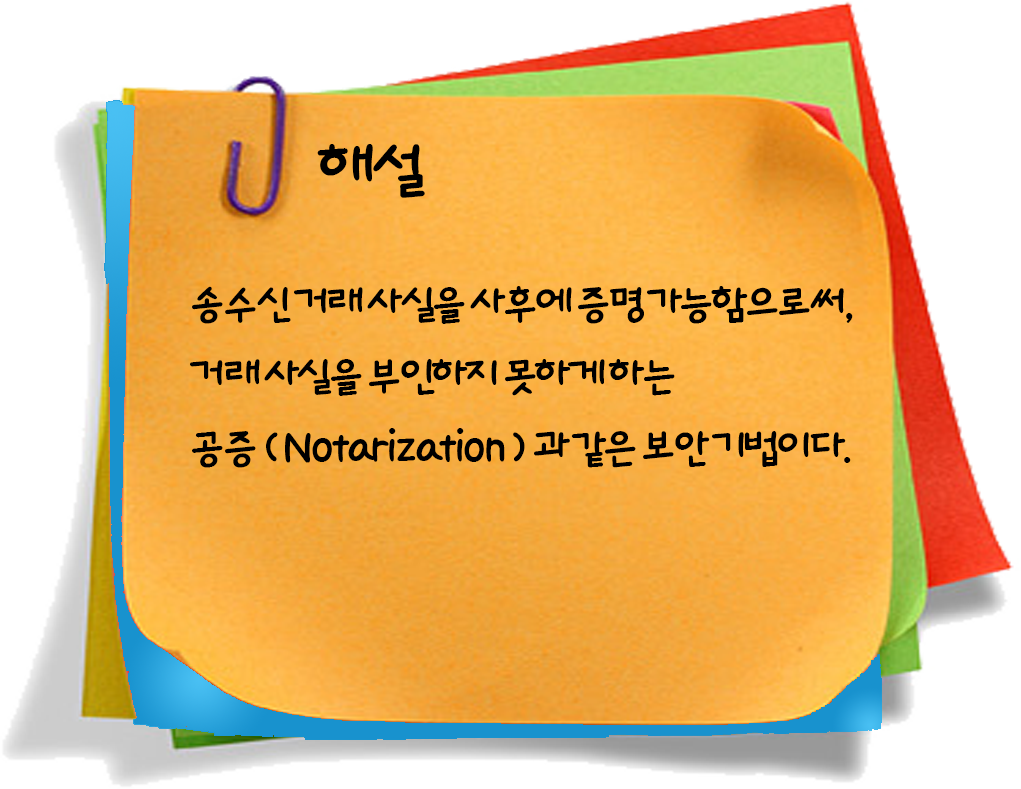 해설
송수신 거래 사실을 사후에 증명 가능함으로써,
거래 사실을 부인하지 못하게 하는
공증 ( Notarization ) 과 같은 보안 기법이다.